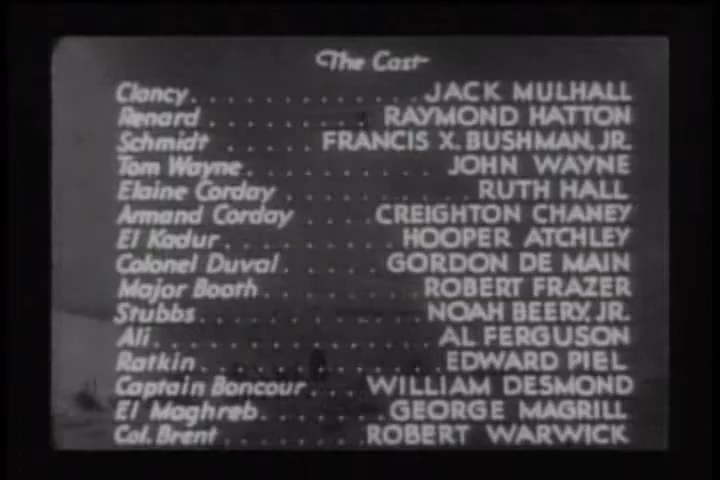 The Cast
Clancy. . . . . . . . . . . . . JACK MULHALL
Renard . . . . . . . . . . RAYMOND HATTON
Schmidt . . . . . FRANCIS X. BUSHMAN, JR.
Tom Wayne. . . . . . . . . . . JOHN WAYNE
Elaine Corday . . . . . . . . . . RUTH HALL
Armand Corday . . . . CREIGHTON CHANEY
El Kadur. . . . . . . . . HOOPER ATCHLEY
Colonel Duval. . . . . . GORDON DE MAIN
Major Booth. . . . . . . . ROBERT FRAZER
Stubbs. . . . . . . . . . . NOAH BEERY, JR.
Ali. . . . . . . . . . . . . . AL FERGUSON
Ratkin. . . . . . . . . . . . EDWARD PIEL
Captain Boncour. . . WILLIAM DESMOND
El Maghreb. . . . . . . GEORGE MAGRILL
Col. Brent . . . . . . . . ROBERT WARWICK